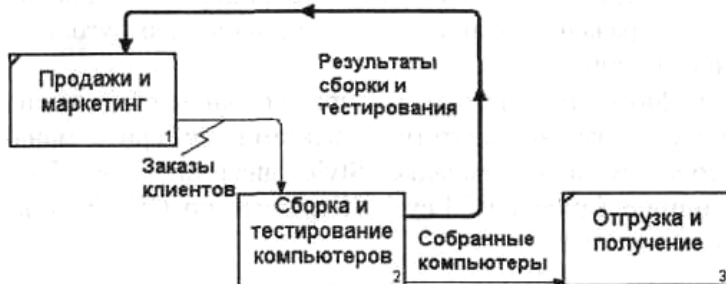 Продажи и
маркетинг
1
Результаты
сборки и
тестирования
Заказы
клиентов
Сборка и
тестирование
компьютеров
2
Собранные
компьютеры
Отгрузка и
получение
3